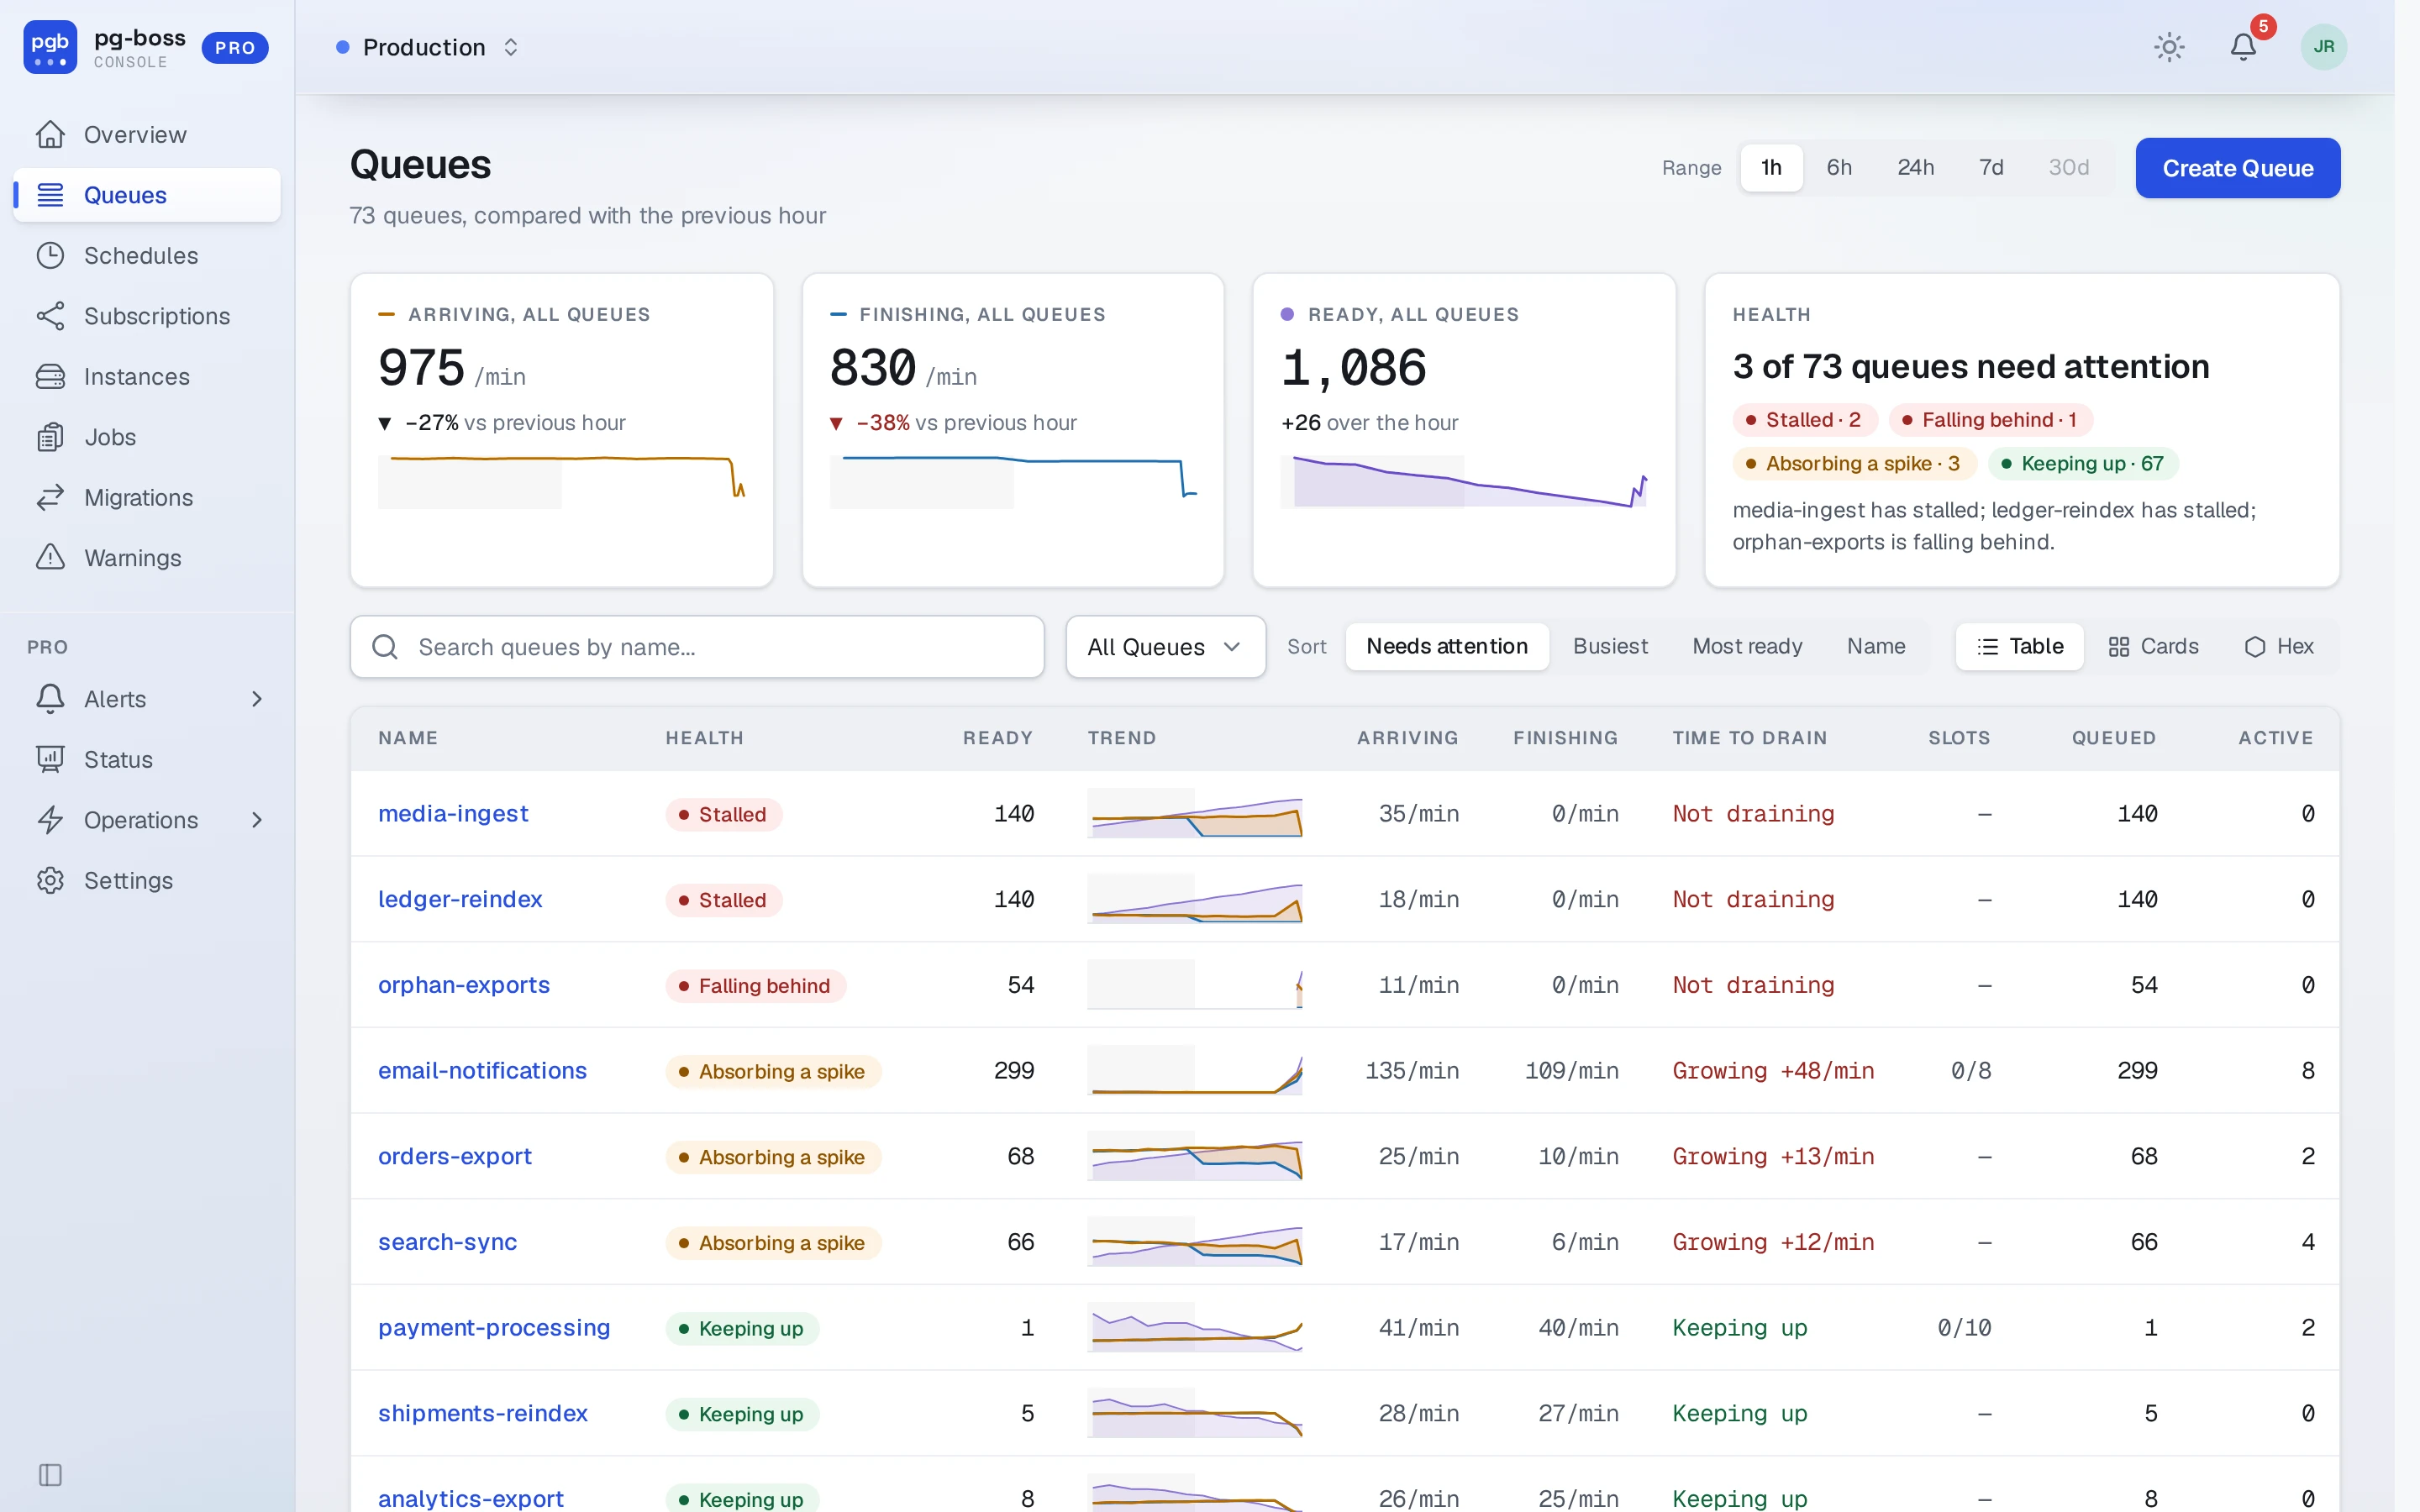 pgb
pg-boss
CONSOLE
PRO
Production
5
JR
Overview
Queues
Schedules
Subscriptions
Instances
Jobs
Migrations
Warnings
PRO
Alerts
Status
Operations
Settings
Queues
73 queues, compared with the previous hour
Range 1h 6h 24h 7d 30d
Create Queue
ARRIVING, ALL QUEUES
975 /min
▼ −27% vs previous hour
FINISHING, ALL QUEUES
830 /min
▼ −38% vs previous hour
READY, ALL QUEUES
1,086
+26 over the hour
HEALTH
3 of 73 queues need attention
Stalled · 2 Falling behind · 1
Absorbing a spike · 3 Keeping up · 67
media-ingest has stalled; ledger-reindex has stalled;
orphan-exports is falling behind.
Search queues by name...
All Queues
Sort Needs attention Busiest Most ready Name
Table Cards Hex
NAME HEALTH READY TREND ARRIVING FINISHING TIME TO DRAIN SLOTS QUEUED ACTIVE
media-ingest Stalled 140 35/min 0/min Not draining — 140 0
ledger-reindex Stalled 140 18/min 0/min Not draining — 140 0
orphan-exports Falling behind 54 11/min 0/min Not draining — 54 0
email-notifications Absorbing a spike 299 135/min 109/min Growing +48/min 0/8 299 8
orders-export Absorbing a spike 68 25/min 10/min Growing +13/min — 68 2
search-sync Absorbing a spike 66 17/min 6/min Growing +12/min — 66 4
payment-processing Keeping up 1 41/min 40/min Keeping up 0/10 1 2
shipments-reindex Keeping up 5 28/min 27/min Keeping up — 5 0
analytics-export Keeping up 8 26/min 25/min Keeping up — 8 0